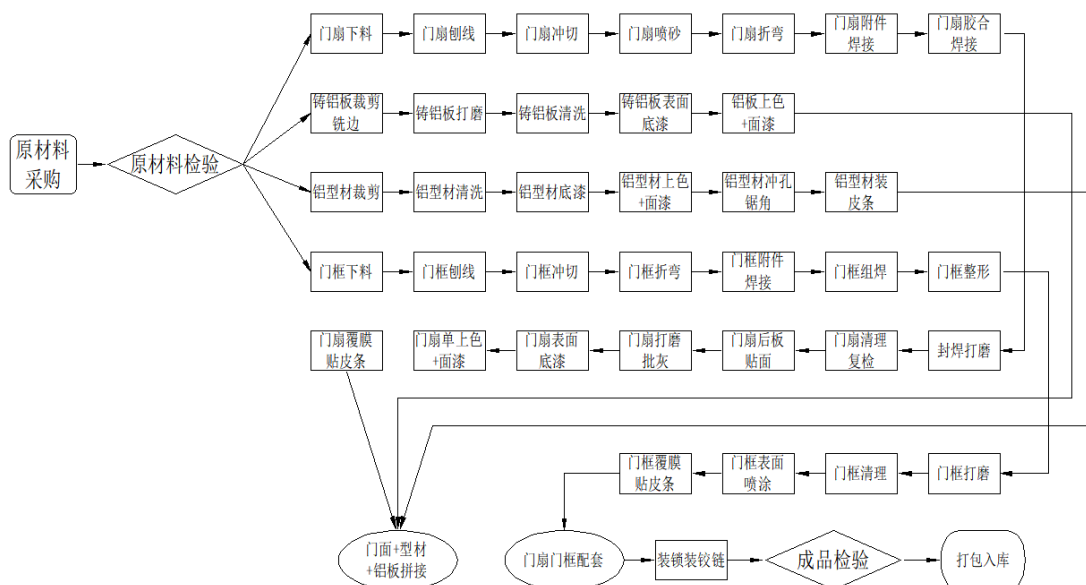 门扇下料
门扇刨线
门扇冲切
门扇喷砂
门扇折弯
门扇附件
焊接
门扇胶合
焊接
铸铝板裁剪
铣边
铸铝板打磨
铸铝板清洗
铸铝板表面
底漆
铝板上色
+面漆
原材料
采购
原材料检验
铝型材裁剪
铝型材清洗
铝型材底漆
铝型材上色
+面漆
铝型材冲孔
锯角
铝型材装
皮条
门框下料
门框刨线
门框冲切
门框折弯
门框附件
焊接
门框组焊
门框整形
门扇覆膜
贴皮条
门扇单上色
+面漆
门扇表面
底漆
门扇打磨
批灰
门扇后板
贴面
门扇清理
复检
封焊打磨
门框覆膜
贴皮条
门框表面
喷涂
门框清理
门框打磨
门面+型材
+铝板拼接
门扇门框配套
装锁装铰链
成品检验
打包入库